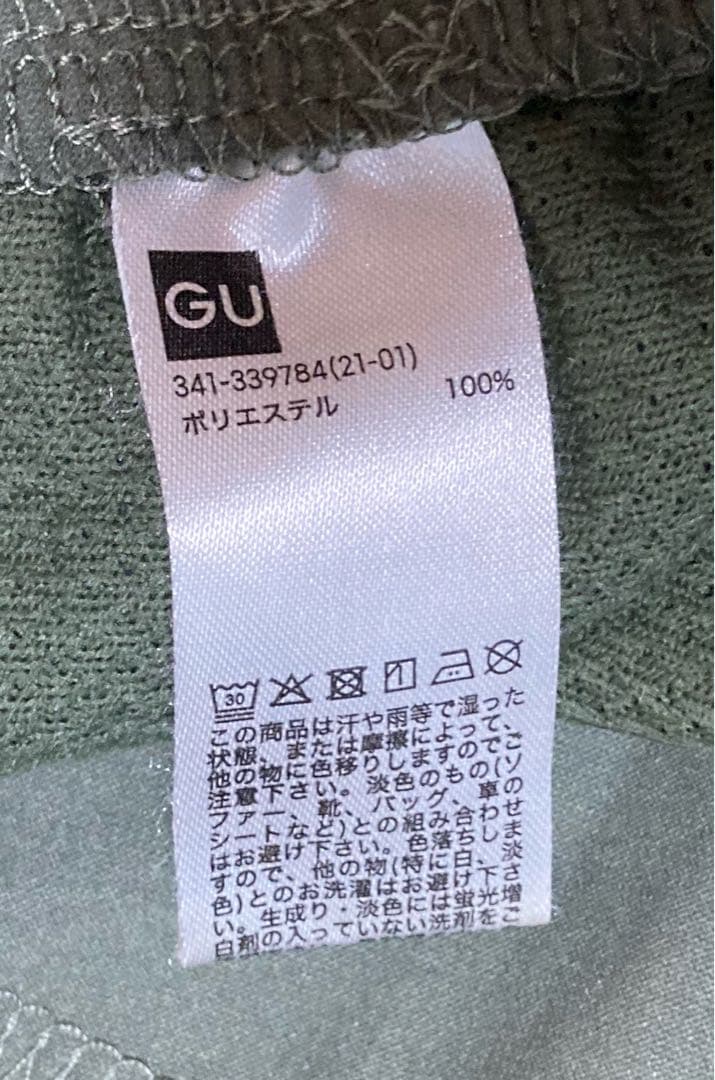 GU
341-339784(21-01)
ポリエステル 100%
30
この商品は汗や雨等で湿った
状態、または摩擦によって、
他の物に色移りしますのでご
注意下さい。淡色のもの(ソ
ファー、靴、バッグ、車の
シートなど)との組み合わせ
はお避け下さい。色落ちしま
すので、他の物(特に白、淡
色)とのお洗濯はお避け下さ
い。生成り・淡色には蛍光増
白剤の入っていない洗剤をご